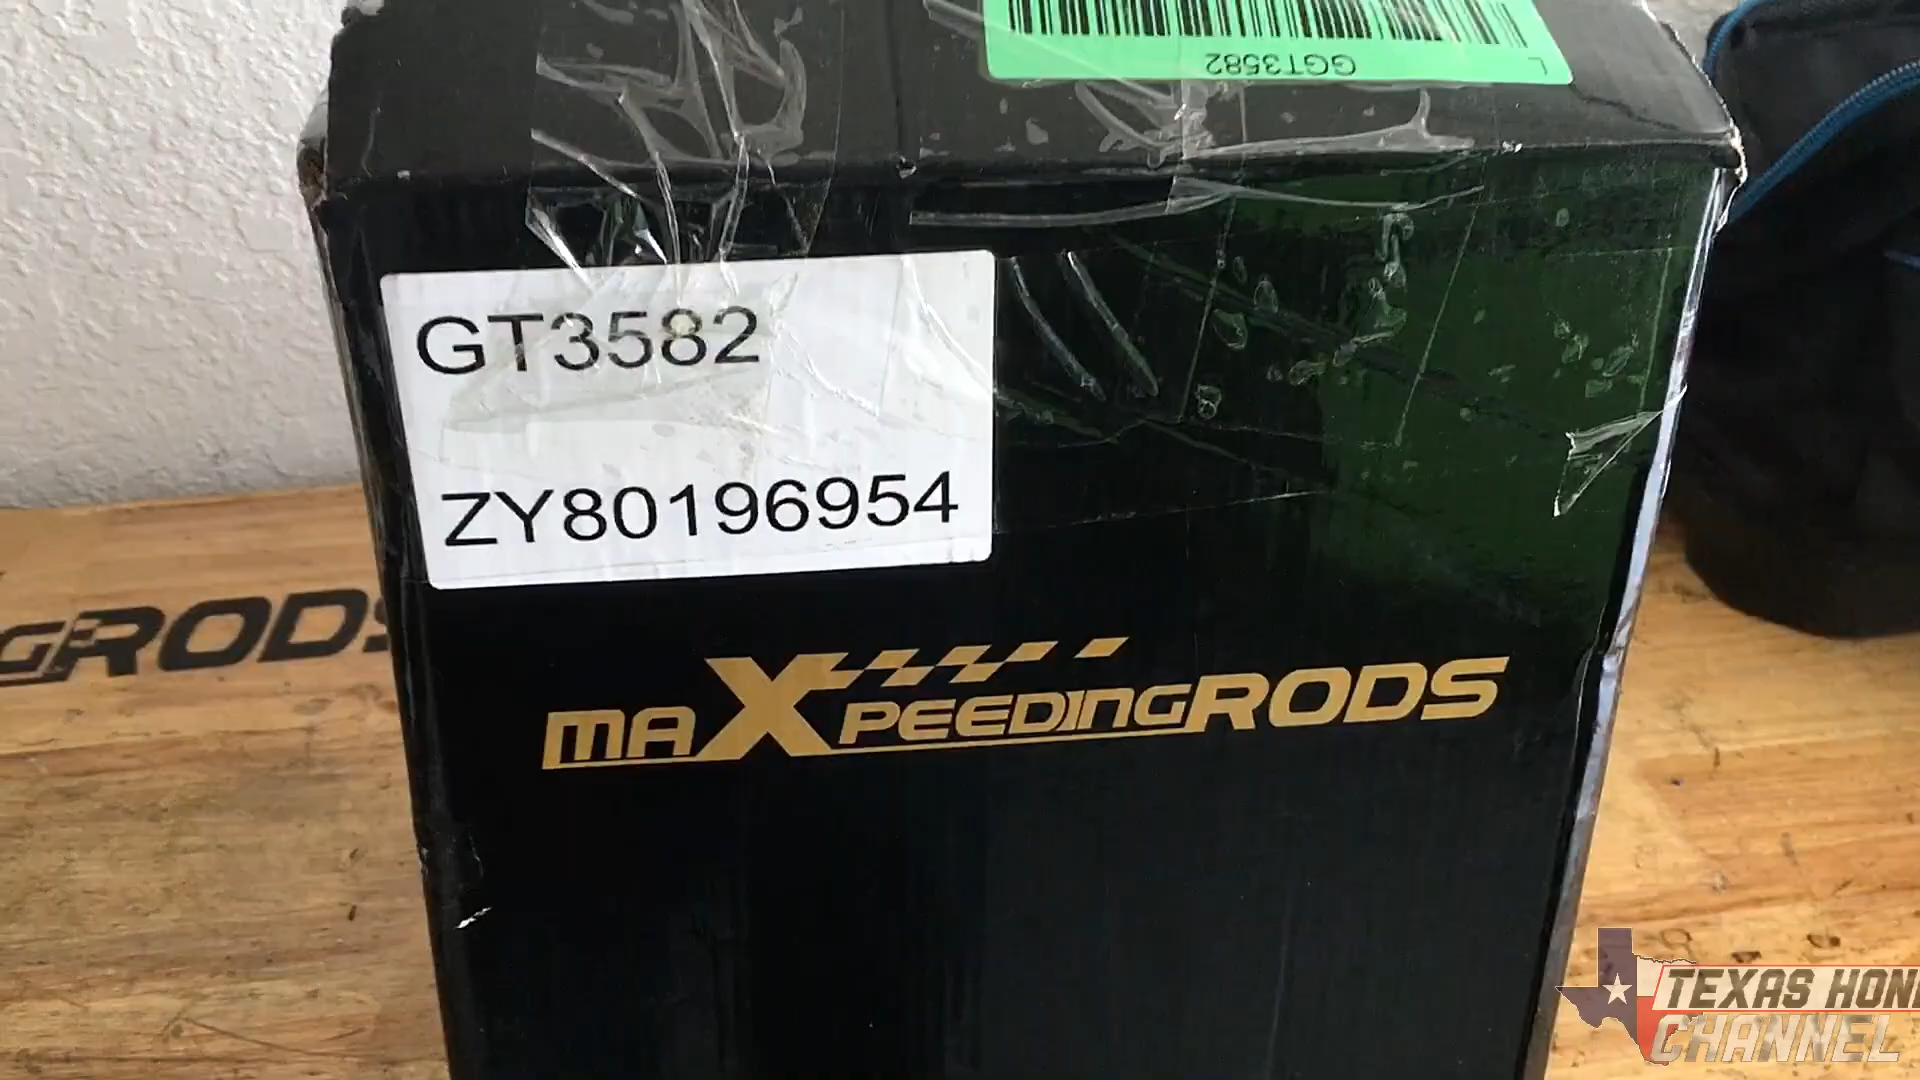 GGT3582
L
GT3582
ZY80196954
maXpeedingRODS
gRODS
TEXAS HON
CHANNEL